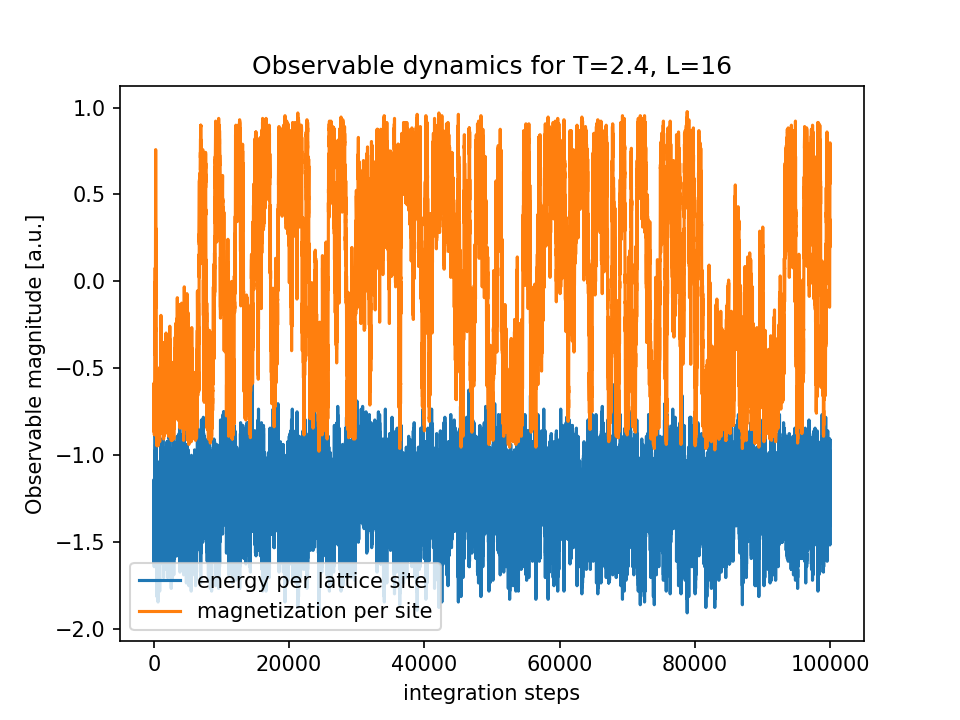 Observable dynamics for T=2.4, L=16
Observable magnitude [a.u.]
1.0
0.5
0.0
−0.5
−1.0
−1.5
−2.0
energy per lattice site
magnetization per site
0 20000 40000 60000 80000 100000
integration steps